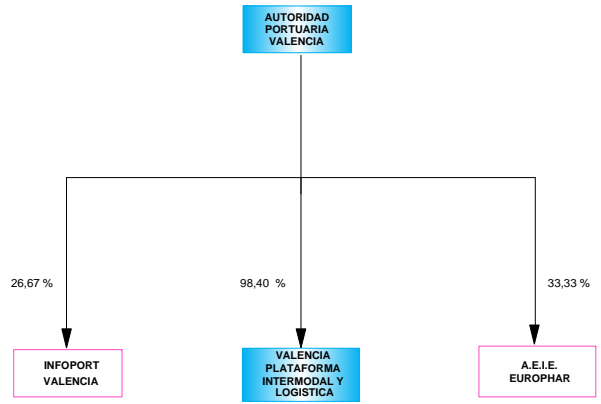 AUTORIDAD
PORTUARIA
VALENCIA
26,67 %
98,40 %
33,33 %
INFOPORT
VALENCIA
VALENCIA
PLATAFORMA
INTERMODAL Y
LOGISTICA
A.E.I.E.
EUROPHAR